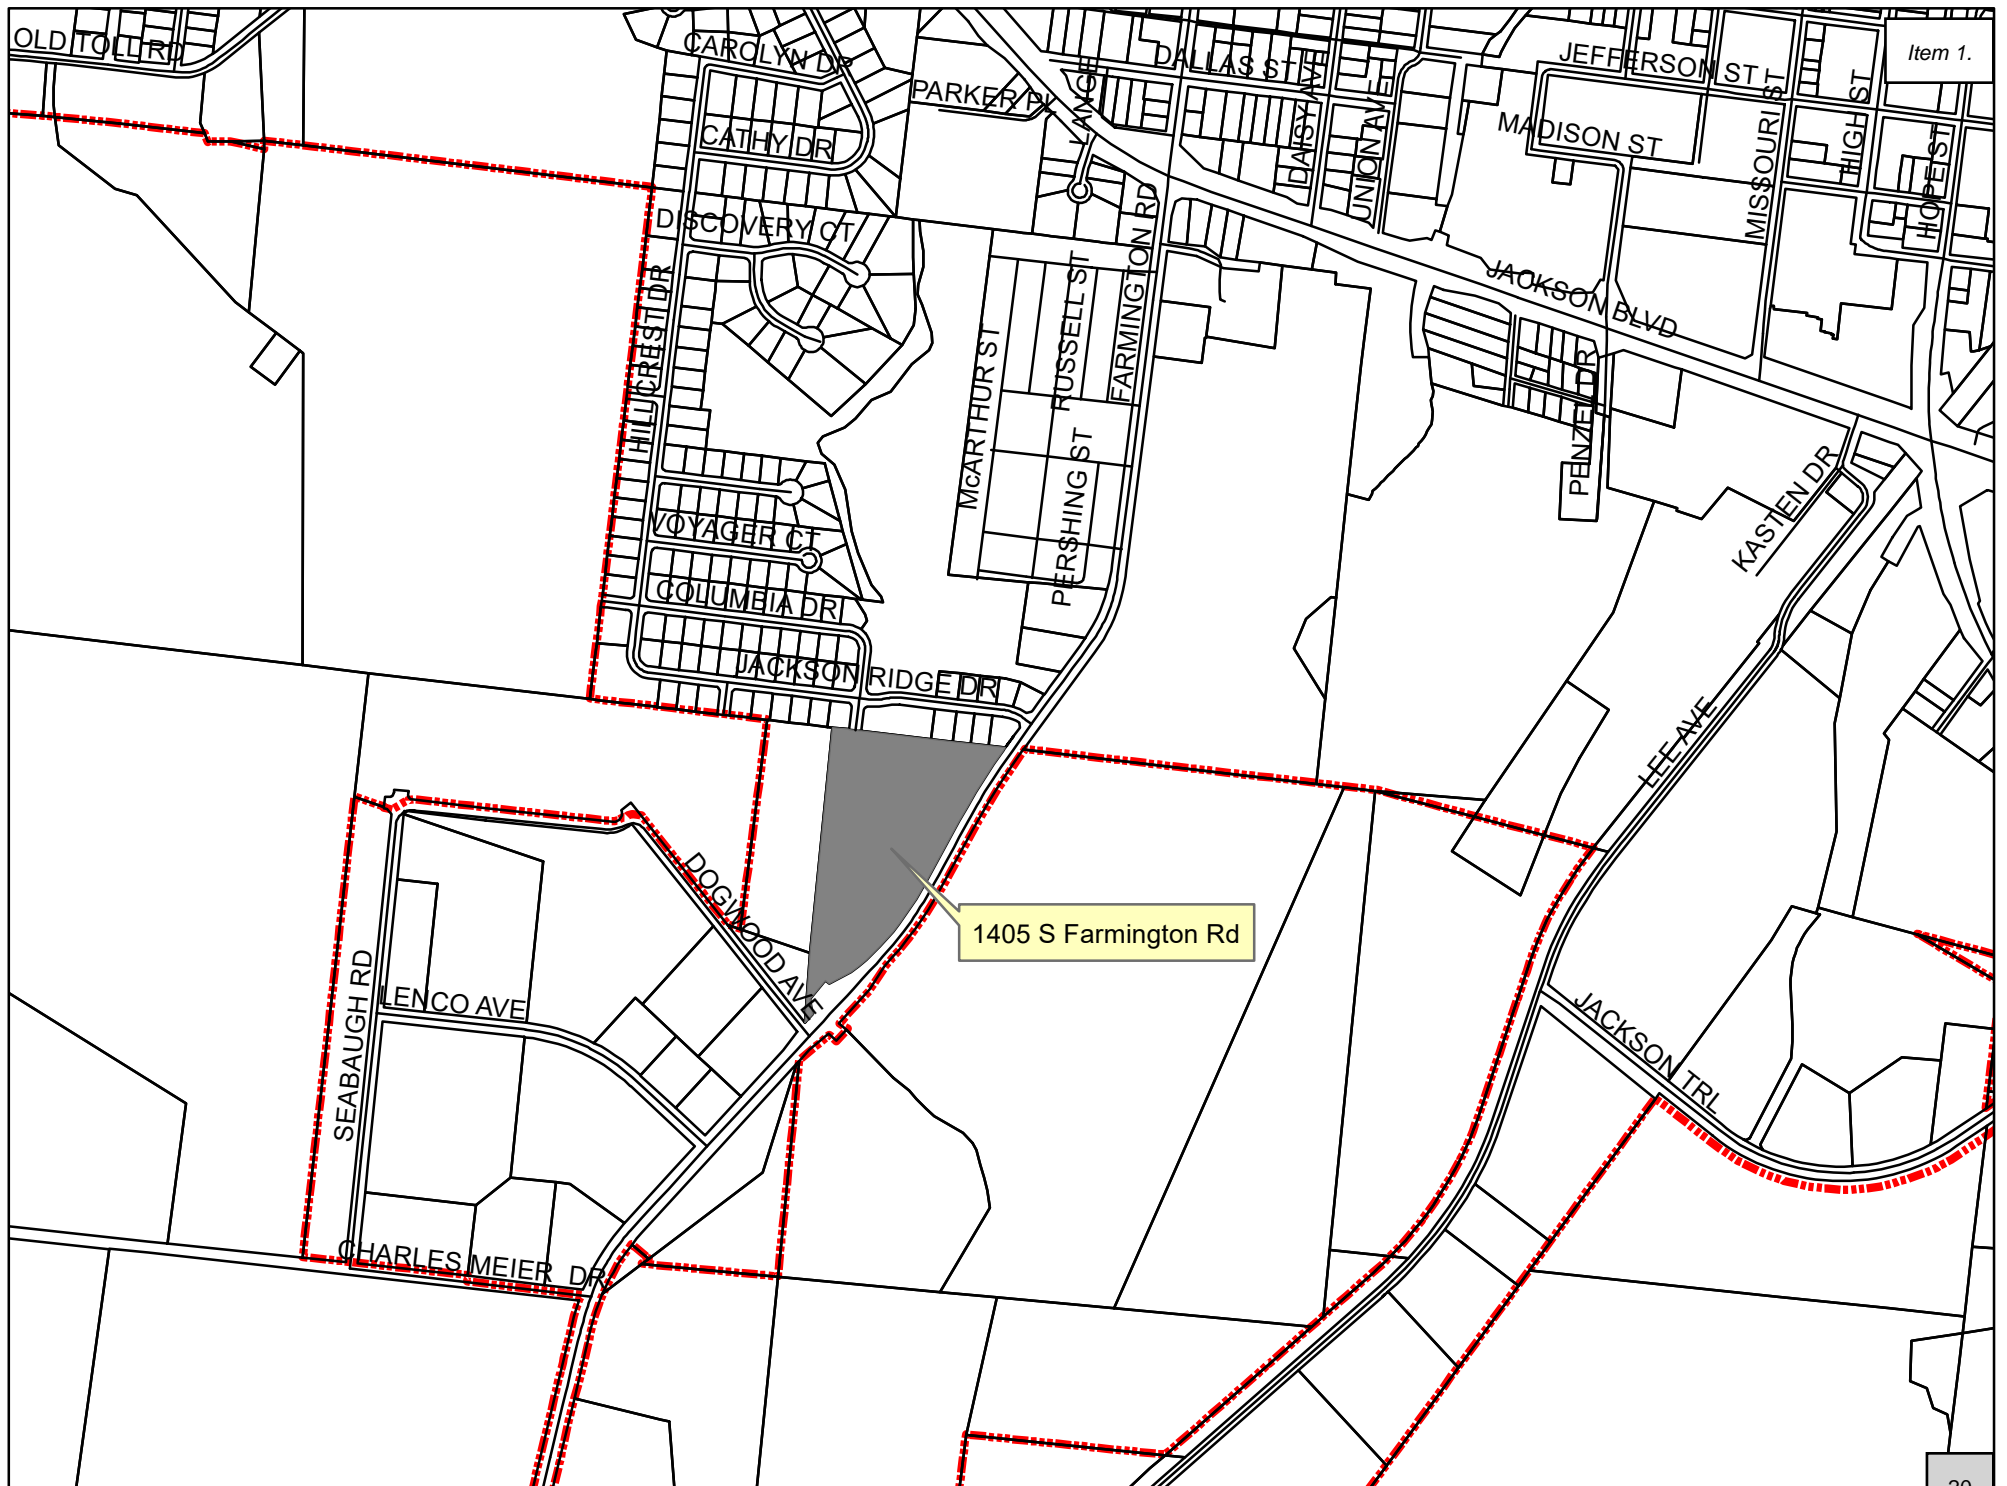 OLD TOLL RD
CAROLYN DR
DALLAS ST
JEFFERSON ST
Item 1.
PARKER PL
LANGE
DAISY AVE
UNION AVE
MADISON ST
MISSOURI ST
HIGH ST
HOPE ST
CATHY DR
DISCOVERY CT
HILLCREST DR
McARTHUR ST
RUSSELL ST
FARMINGTON RD
JACKSON BLVD
PENZEL DR
PERSHING ST
KASTEN DR
VOYAGER CT
COLUMBIA DR
JACKSON RIDGE DR
LEE AVE
DOGWOOD AVE
1405 S Farmington Rd
SEABAUGH RD
LENCO AVE
JACKSON TRL
CHARLES MEIER DR